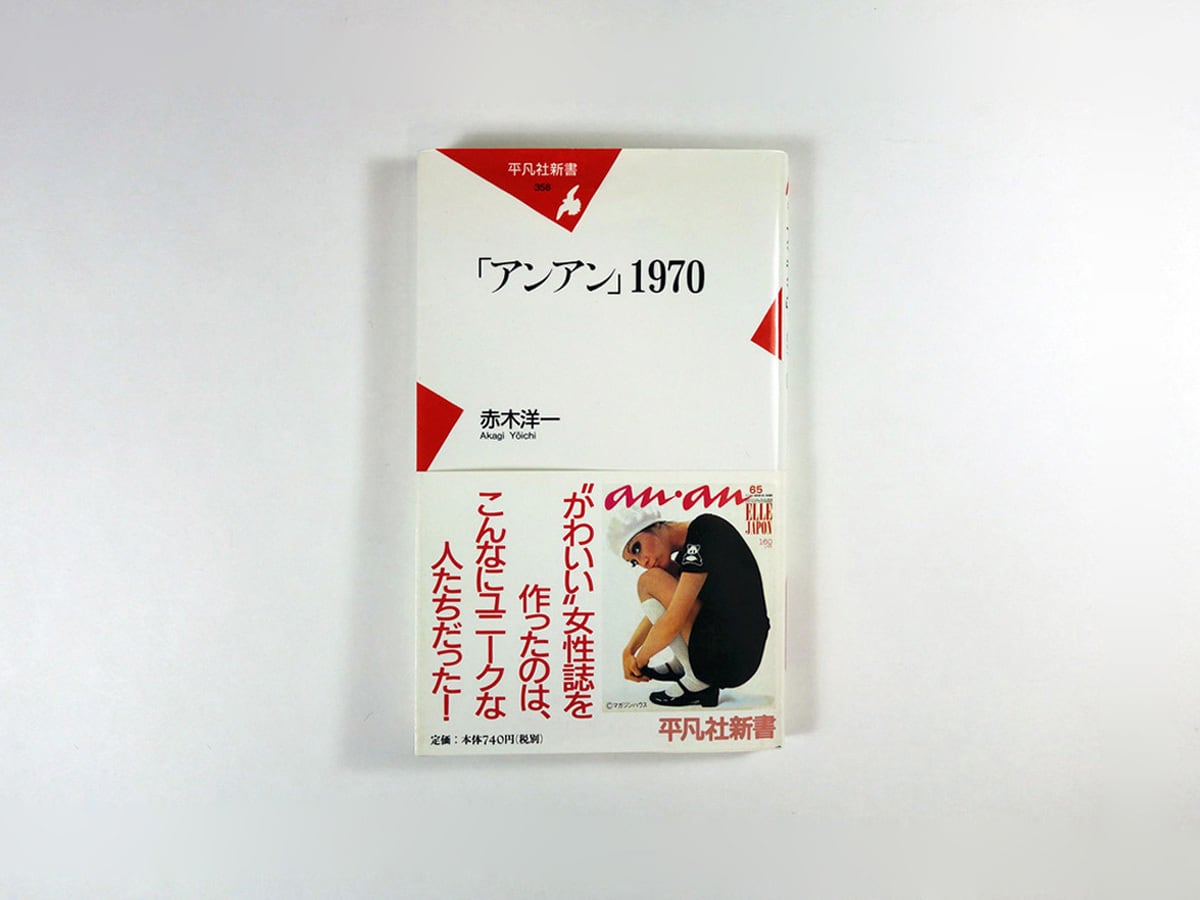 平凡社新書
358
「アンアン」1970
赤木洋一
Akagi Yōichi
"かわいい"女性誌を
作ったのは、
こんなにユニークな
人たちだった!
an・an
65
ELLE
JAPON
160
©マガジンハウス
平凡社新書
定価:本体740円(税別)